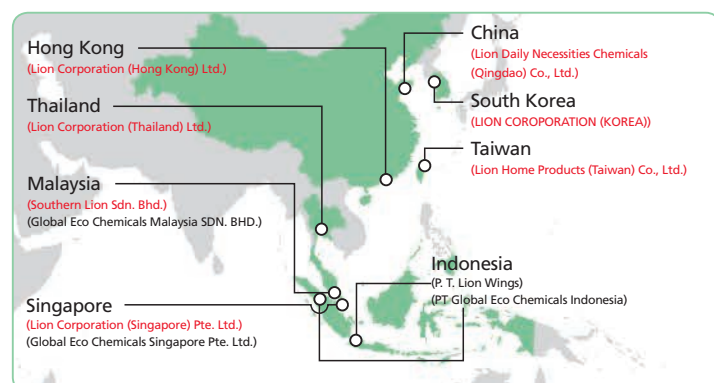 Hong Kong
(Lion Corporation (Hong Kong) Ltd.)
Thailand
(Lion Corporation (Thailand) Ltd.)
Malaysia
(Southern Lion Sdn. Bhd.)
(Global Eco Chemicals Malaysia SDN. BHD.)
Singapore
(Lion Corporation (Singapore) Pte. Ltd.)
(Global Eco Chemicals Singapore Pte. Ltd.)
China
(Lion Daily Necessities Chemicals
(Qingdao) Co., Ltd.)
South Korea
(LION COROPORATION (KOREA))
Taiwan
(Lion Home Products (Taiwan) Co., Ltd.)
Indonesia
(P. T. Lion Wings)
(PT Global Eco Chemicals Indonesia)